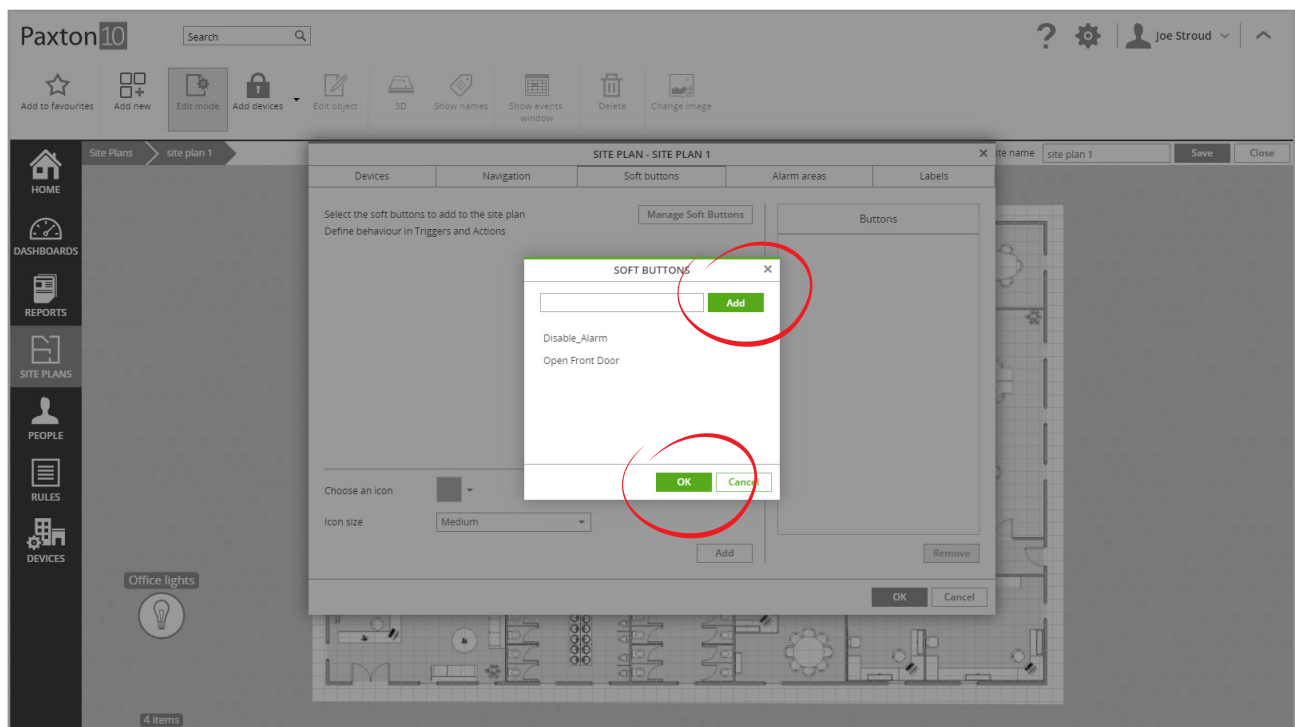 Paxton10
Search
Joe Stroud
Add to favourites
Add new
Edit mode
Add devices
Edit object
3D
Show names
Show events
window
Delete
Change image
HOME
DASHBOARDS
REPORTS
SITE PLANS
PEOPLE
RULES
DEVICES
Site Plans
site plan 1
SITE PLAN - SITE PLAN 1
te name
site plan 1
Save
Close
Devices
Navigation
Soft buttons
Alarm areas
Labels
Select the soft buttons to add to the site plan
Define behaviour in Triggers and Actions
Manage Soft Buttons
Buttons
SOFT BUTTONS
Add
Disable_Alarm
Open Front Door
OK
Cancel
Choose an icon
Icon size
Medium
Add
Remove
OK
Cancel
Office lights
4 items